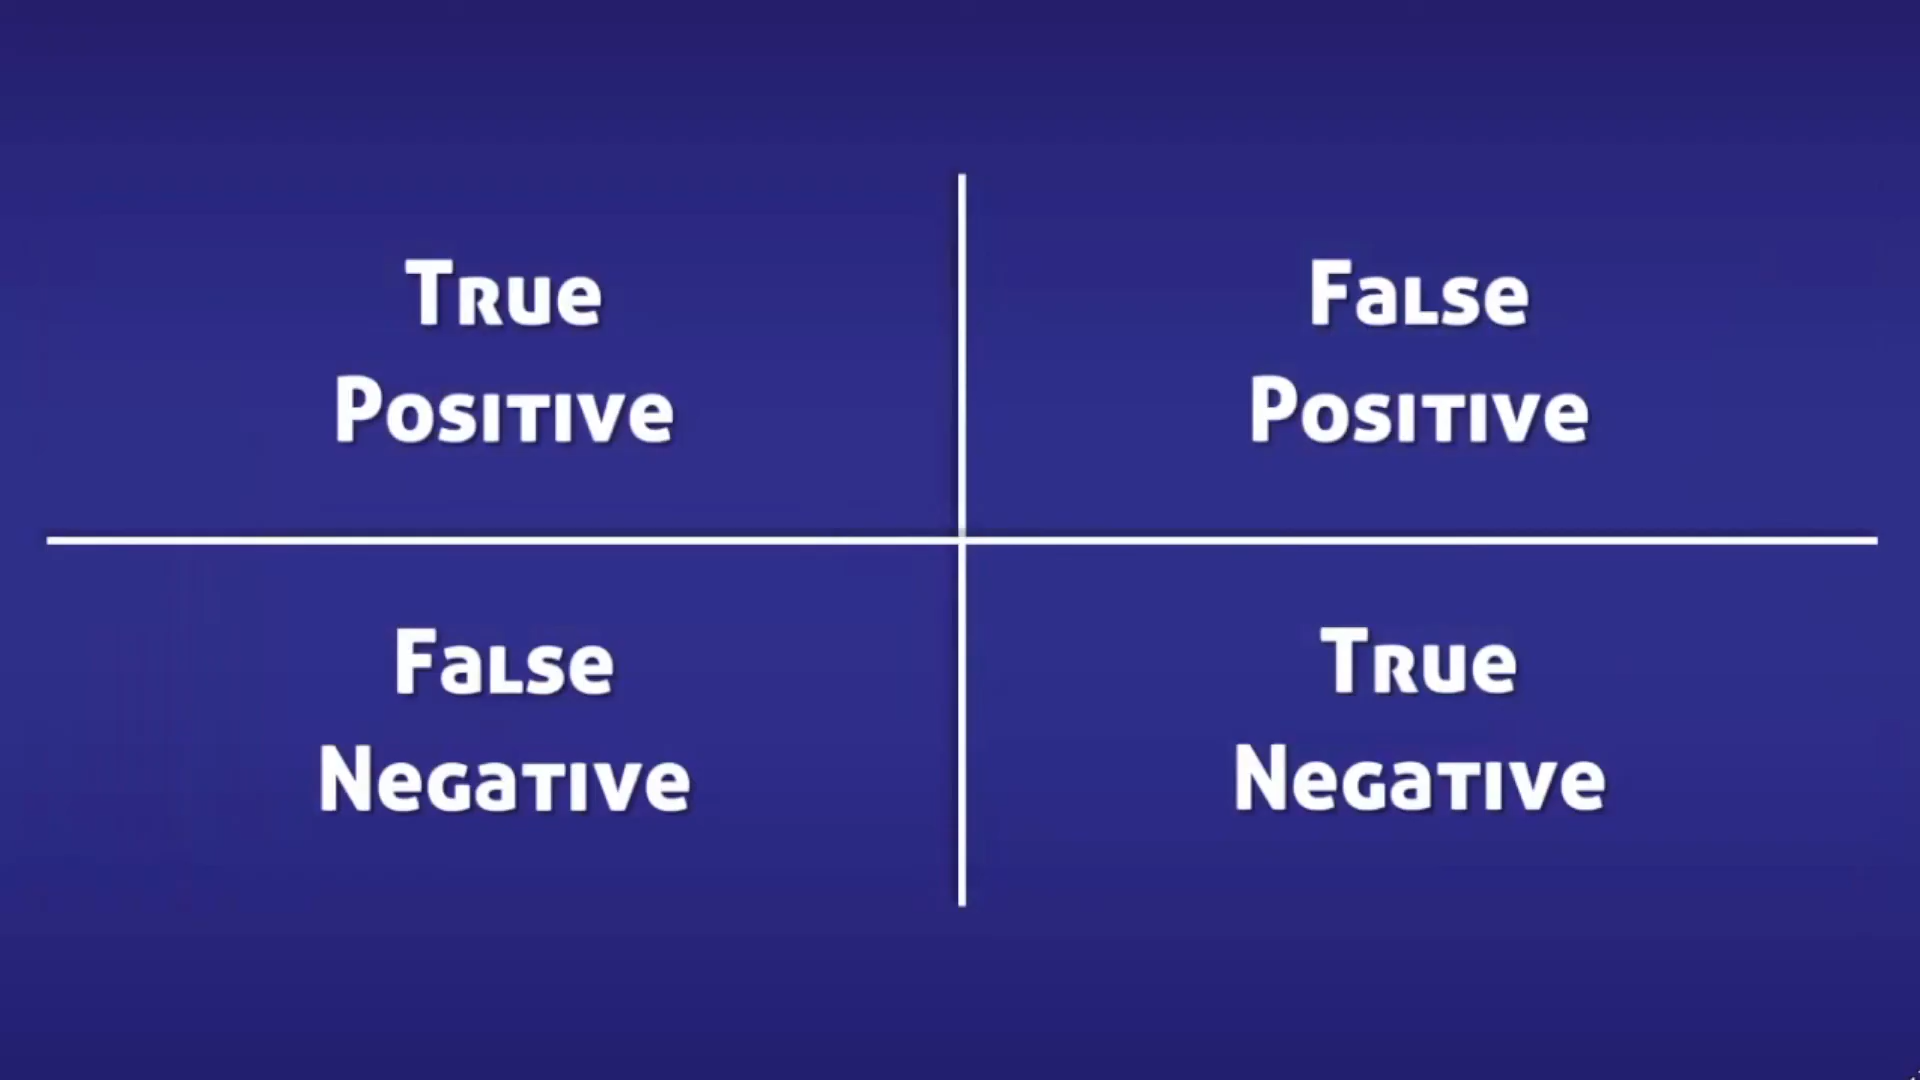 True
Positive
False
Positive
False
Negative
True
Negative